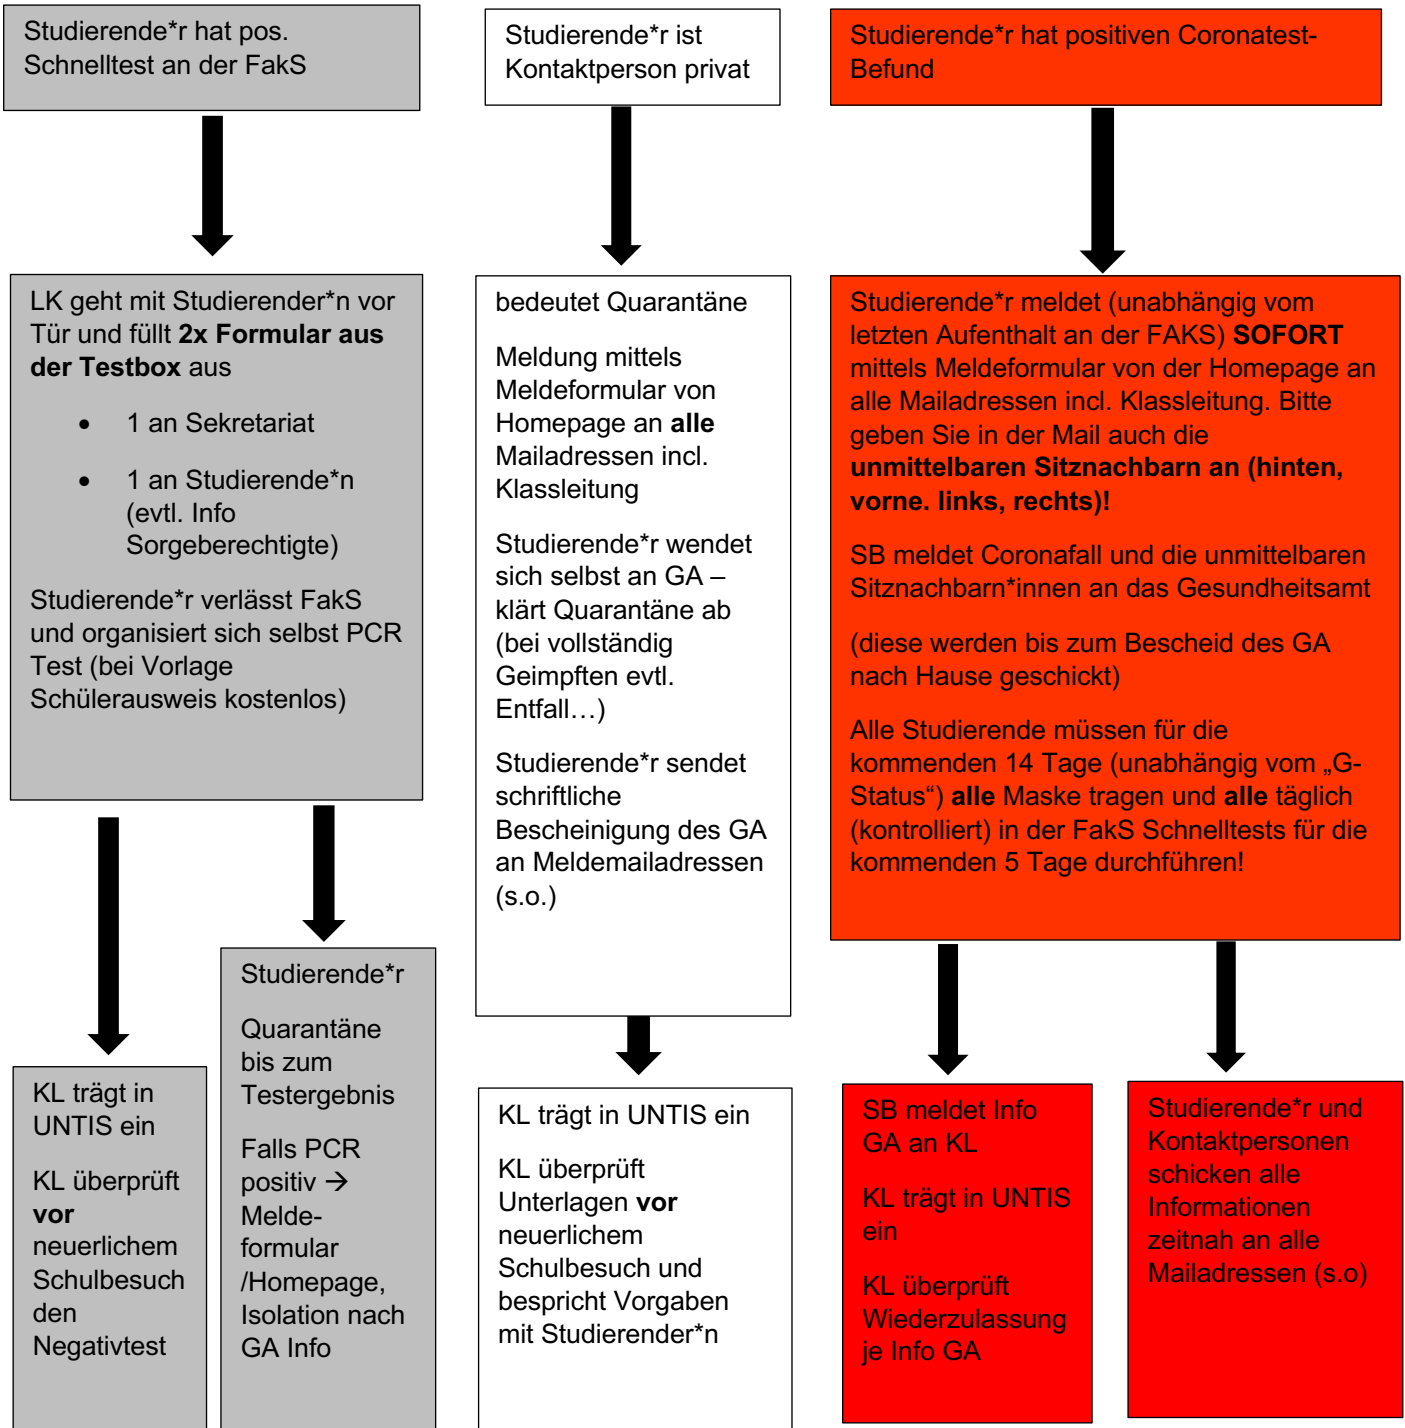 Studierende*r hat pos.
Schnelltest an der FakS
Studierende*r ist
Kontaktperson privat
Studierende*r hat positiven Coronatest-
Befund
LK geht mit Studierender*n vor
Tür und füllt 2x Formular aus
der Testbox aus
• 1 an Sekretariat
• 1 an Studierende*n
(evtl. Info
Sorgeberechtigte)
Studierende*r verlässt FakS
und organisiert sich selbst PCR
Test (bei Vorlage
Schülerausweis kostenlos)
bedeutet Quarantäne
Meldung mittels
Meldeformular von
Homepage an alle
Mailadressen incl.
Klassleitung
Studierende*r wendet
sich selbst an GA –
klärt Quarantäne ab
(bei vollständig
Geimpften evtl.
Entfall…)
Studierende*r sendet
schriftliche
Bescheinigung des GA
an Meldemailadressen
(s.o.)
Studierende*r meldet (unabhängig vom
letzten Aufenthalt an der FAKS) SOFORT
mittels Meldeformular von der Homepage an
alle Mailadressen incl. Klassleitung. Bitte
geben Sie in der Mail auch die
unmittelbaren Sitznachbarn an (hinten,
vorne. links, rechts)!
SB meldet Coronafall und die unmittelbaren
Sitznachbarn*innen an das Gesundheitsamt
(diese werden bis zum Bescheid des GA
nach Hause geschickt)
Alle Studierende müssen für die
kommenden 14 Tage (unabhängig vom „G-
Status“) alle Maske tragen und alle täglich
(kontrolliert) in der FakS Schnelltests für die
kommenden 5 Tage durchführen!
KL trägt in
UNTIS ein
KL überprüft
vor
neuerlichem
Schulbesuch
den
Negativtest
Studierende*r
Quarantäne
bis zum
Testergebnis
Falls PCR
positiv →
Melde-
formular
/Homepage,
Isolation nach
GA Info
KL trägt in UNTIS ein
KL überprüft
Unterlagen vor
neuerlichem
Schulbesuch und
bespricht Vorgaben
mit Studierender*n
SB meldet Info
GA an KL
KL trägt in UNTIS
ein
KL überprüft
Wiederzulassung
je Info GA
Studierende*r und
Kontaktpersonen
schicken alle
Informationen
zeitnah an alle
Mailadressen (s.o)